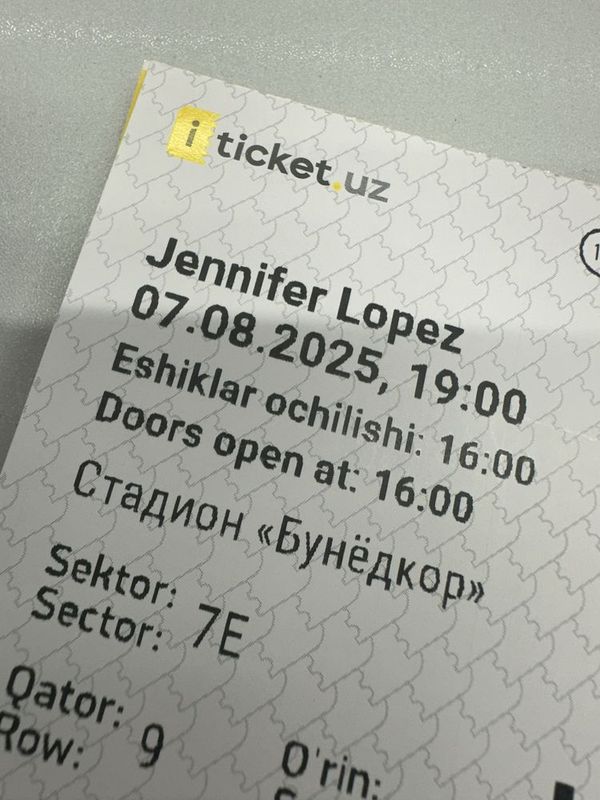 i ticket.uz
Jennifer Lopez
07.08.2025, 19:00
Eshiklar ochilishi: 16:00
Doors open at: 16:00
Стадион «Бунёдкор»
Sektor:
Sector: 7E
Qator:
Row: 9
O'rin: